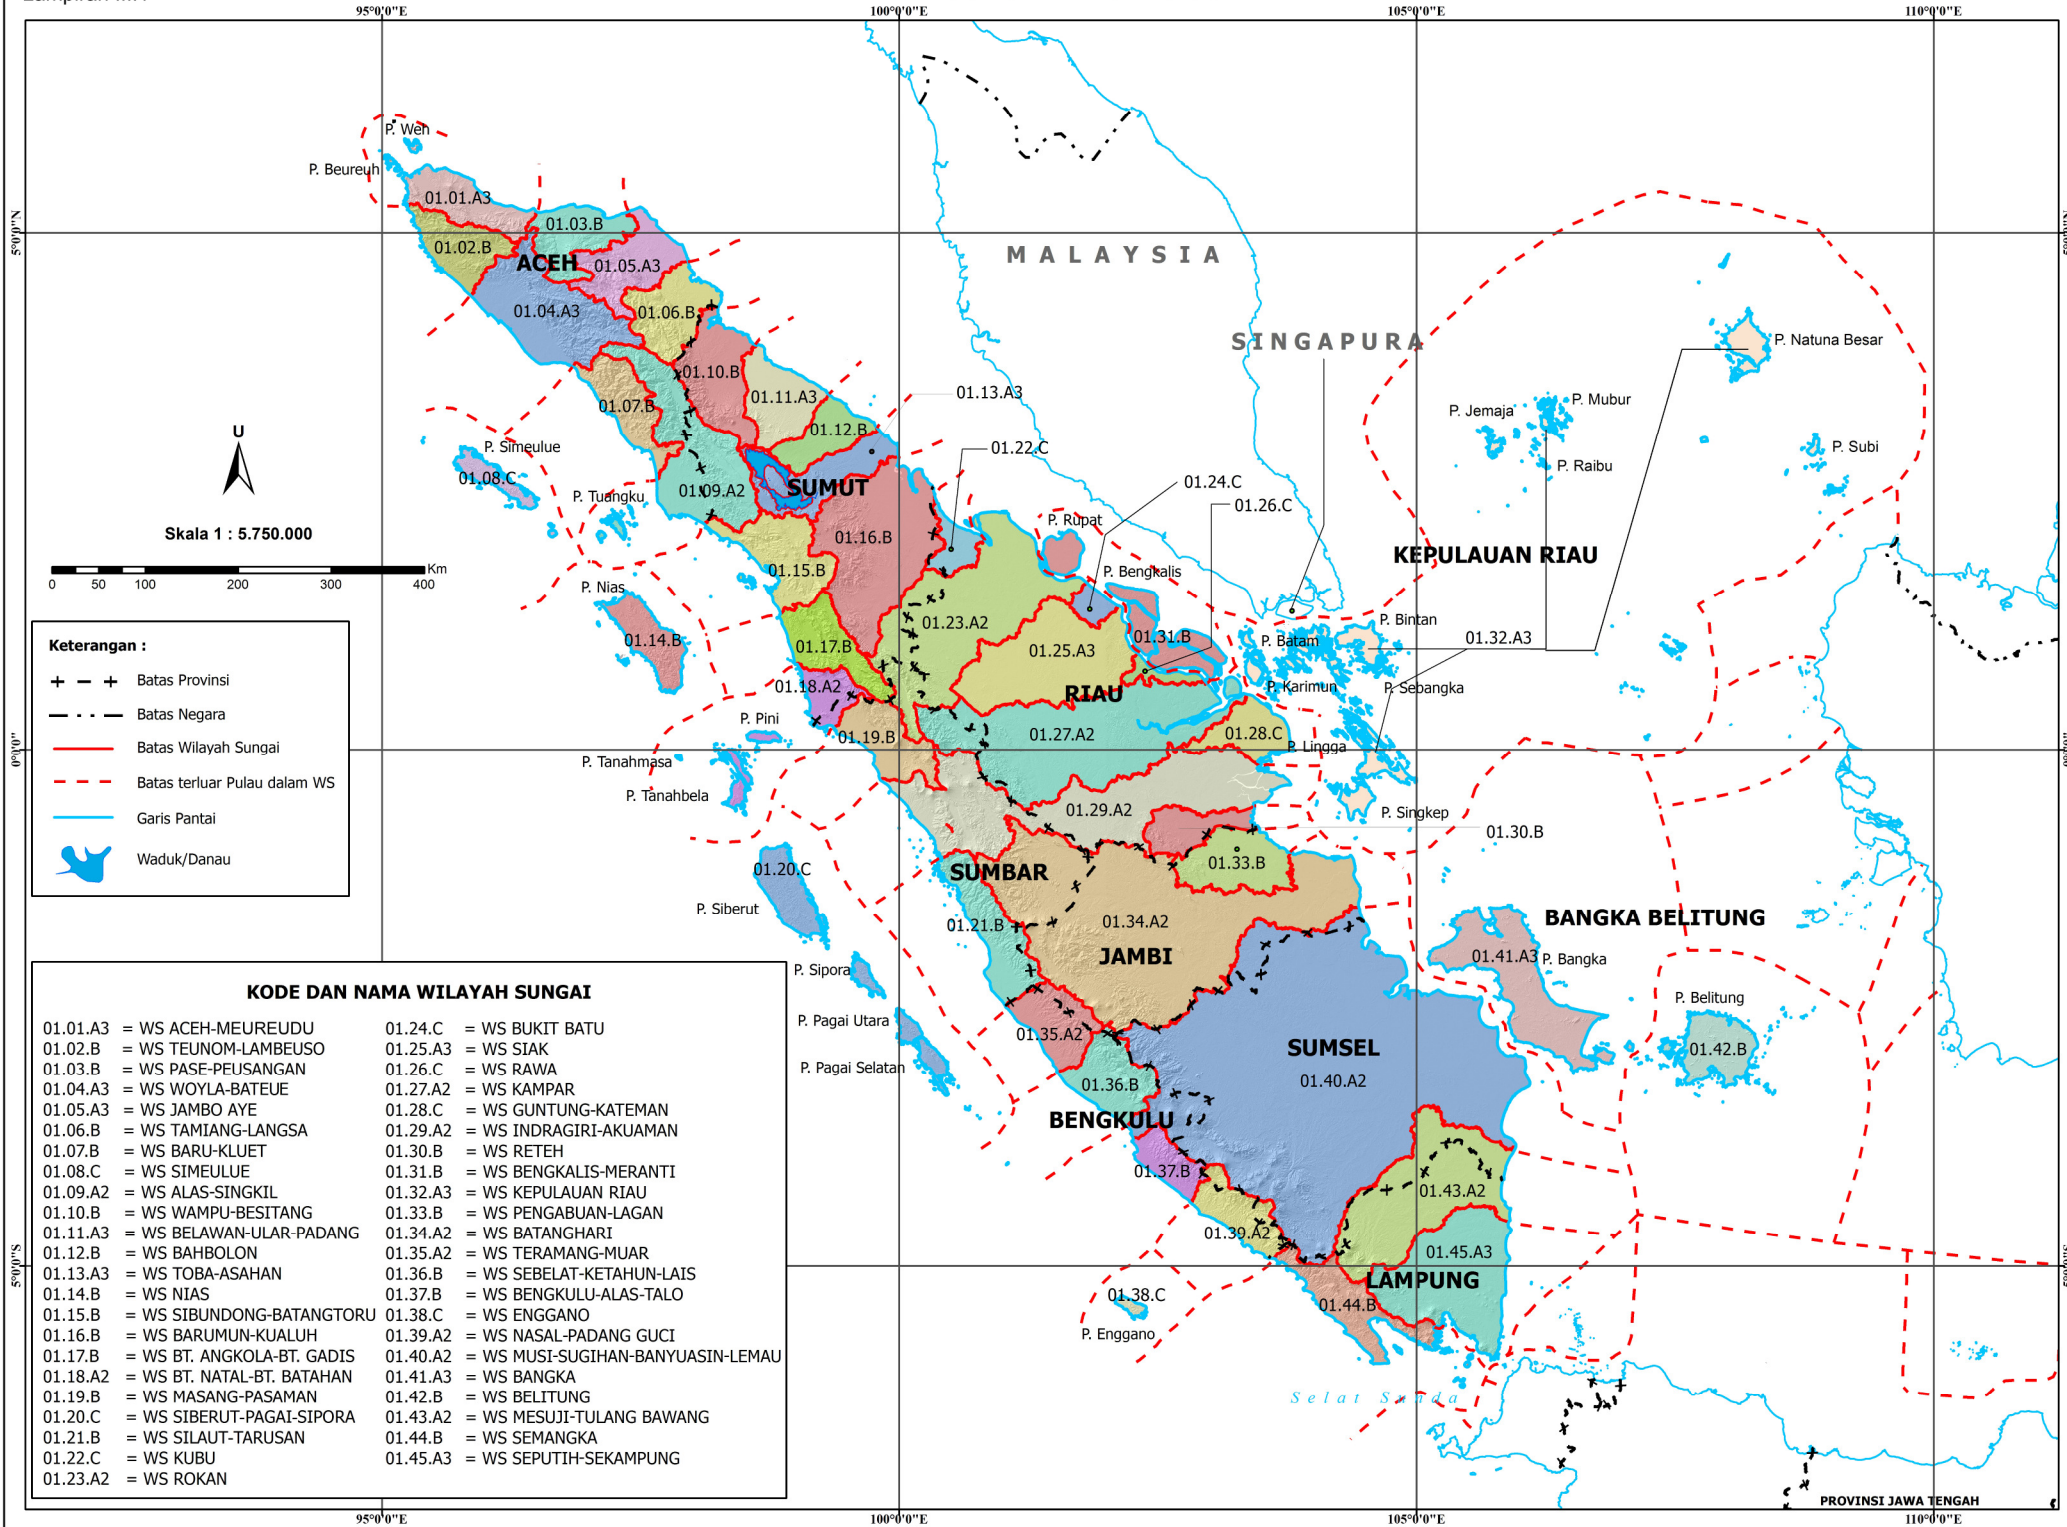 95°0'0"E
100°0'0"E
105°0'0"E
110°0'0"E
P. Weh
P. Beureuh
01.01.A3
01.03.B
5°0'0"N
01.02.B
ACEH
01.05.A3
MALAYSIA
01.04.A3
01.06.B
SINGAPURA
P. Natuna Besar
01.10.B
01.11.A3
01.13.A3
01.07.B
P. Mubur
P. Jemaja
01.12.B
U
P. Simeulue
01.22.C
P. Subi
P. Raibu
01.08.C
SUMUT
01.09.A2
01.24.C
P. Tuangku
01.26.C
Skala 1 : 5.750.000
P. Rupat
01.16.B
KEPULAUAN RIAU
Km
0 50 100 200 300 400
01.15.B
P. Bengkalis
P. Nias
P. Bintan
01.23.A2
01.14.B
01.31.B
P. Batam
01.32.A3
01.17.B
01.25.A3
01.18.A2
RIAU
P. Karimun
P. Sebangka
P. Pini
01.19.B
01.27.A2
01.28.C
P. Lingga
0°0'0"
P. Tanahmasa
P. Tanahbela
01.29.A2
P. Singkep
01.30.B
01.20.C
SUMBAR
01.33.B
P. Siberut
01.21.B
01.34.A2
BANGKA BELITUNG
JAMBI
01.41.A3
P. Bangka
P. Sipora
P. Belitung
P. Pagai Utara
01.35.A2
SUMSEL
01.42.B
P. Pagai Selatan
01.36.B
01.40.A2
BENGKULU
01.37.B
01.43.A2
01.39.A2
01.45.A3
5°0'0"S
LAMPUNG
01.38.C
01.44.B
P. Enggano
Selat Sunda
PROVINSI JAWA TENGAH
Keterangan :
Batas Provinsi
Batas Negara
Batas Wilayah Sungai
Batas terluar Pulau dalam WS
Garis Pantai
Waduk/Danau
KODE DAN NAMA WILAYAH SUNGAI
01.01.A3 = WS ACEH-MEUREUDU
01.02.B = WS TEUNOM-LAMBEUSO
01.03.B = WS PASE-PEUSANGAN
01.04.A3 = WS WOYLA-BATEUE
01.05.A3 = WS JAMBO AYE
01.06.B = WS TAMIANG-LANGSA
01.07.B = WS BARU-KLUET
01.08.C = WS SIMEULUE
01.09.A2 = WS ALAS-SINGKIL
01.10.B = WS WAMPU-BESITANG
01.11.A3 = WS BELAWAN-ULAR-PADANG
01.12.B = WS BAHBOLON
01.13.A3 = WS TOBA-ASAHAN
01.14.B = WS NIAS
01.15.B = WS SIBUNDONG-BATANGTORU
01.16.B = WS BARUMUN-KUALUH
01.17.B = WS BT. ANGKOLA-BT. GADIS
01.18.A2 = WS BT. NATAL-BT. BATAHAN
01.19.B = WS MASANG-PASAMAN
01.20.C = WS SIBERUT-PAGAI-SIPORA
01.21.B = WS SILAUT-TARUSAN
01.22.C = WS KUBU
01.23.A2 = WS ROKAN
01.24.C = WS BUKIT BATU
01.25.A3 = WS SIAK
01.26.C = WS RAWA
01.27.A2 = WS KAMPAR
01.28.C = WS GUNTUNG-KATEMAN
01.29.A2 = WS INDRAGIRI-AKUAMAN
01.30.B = WS RETEH
01.31.B = WS BENGKALIS-MERANTI
01.32.A3 = WS KEPULAUAN RIAU
01.33.B = WS PENGABUAN-LAGAN
01.34.A2 = WS BATANGHARI
01.35.A2 = WS TERAMANG-MUAR
01.36.B = WS SEBELAT-KETAHUN-LAIS
01.37.B = WS BENGKULU-ALAS-TALO
01.38.C = WS ENGGANO
01.39.A2 = WS NASAL-PADANG GUCI
01.40.A2 = WS MUSI-SUGIHAN-BANYUASIN-LEMAU
01.41.A3 = WS BANGKA
01.42.B = WS BELITUNG
01.43.A2 = WS MESUJI-TULANG BAWANG
01.44.B = WS SEMANGKA
01.45.A3 = WS SEPUTIH-SEKAMPUNG
95°0'0"E
100°0'0"E
105°0'0"E
110°0'0"E